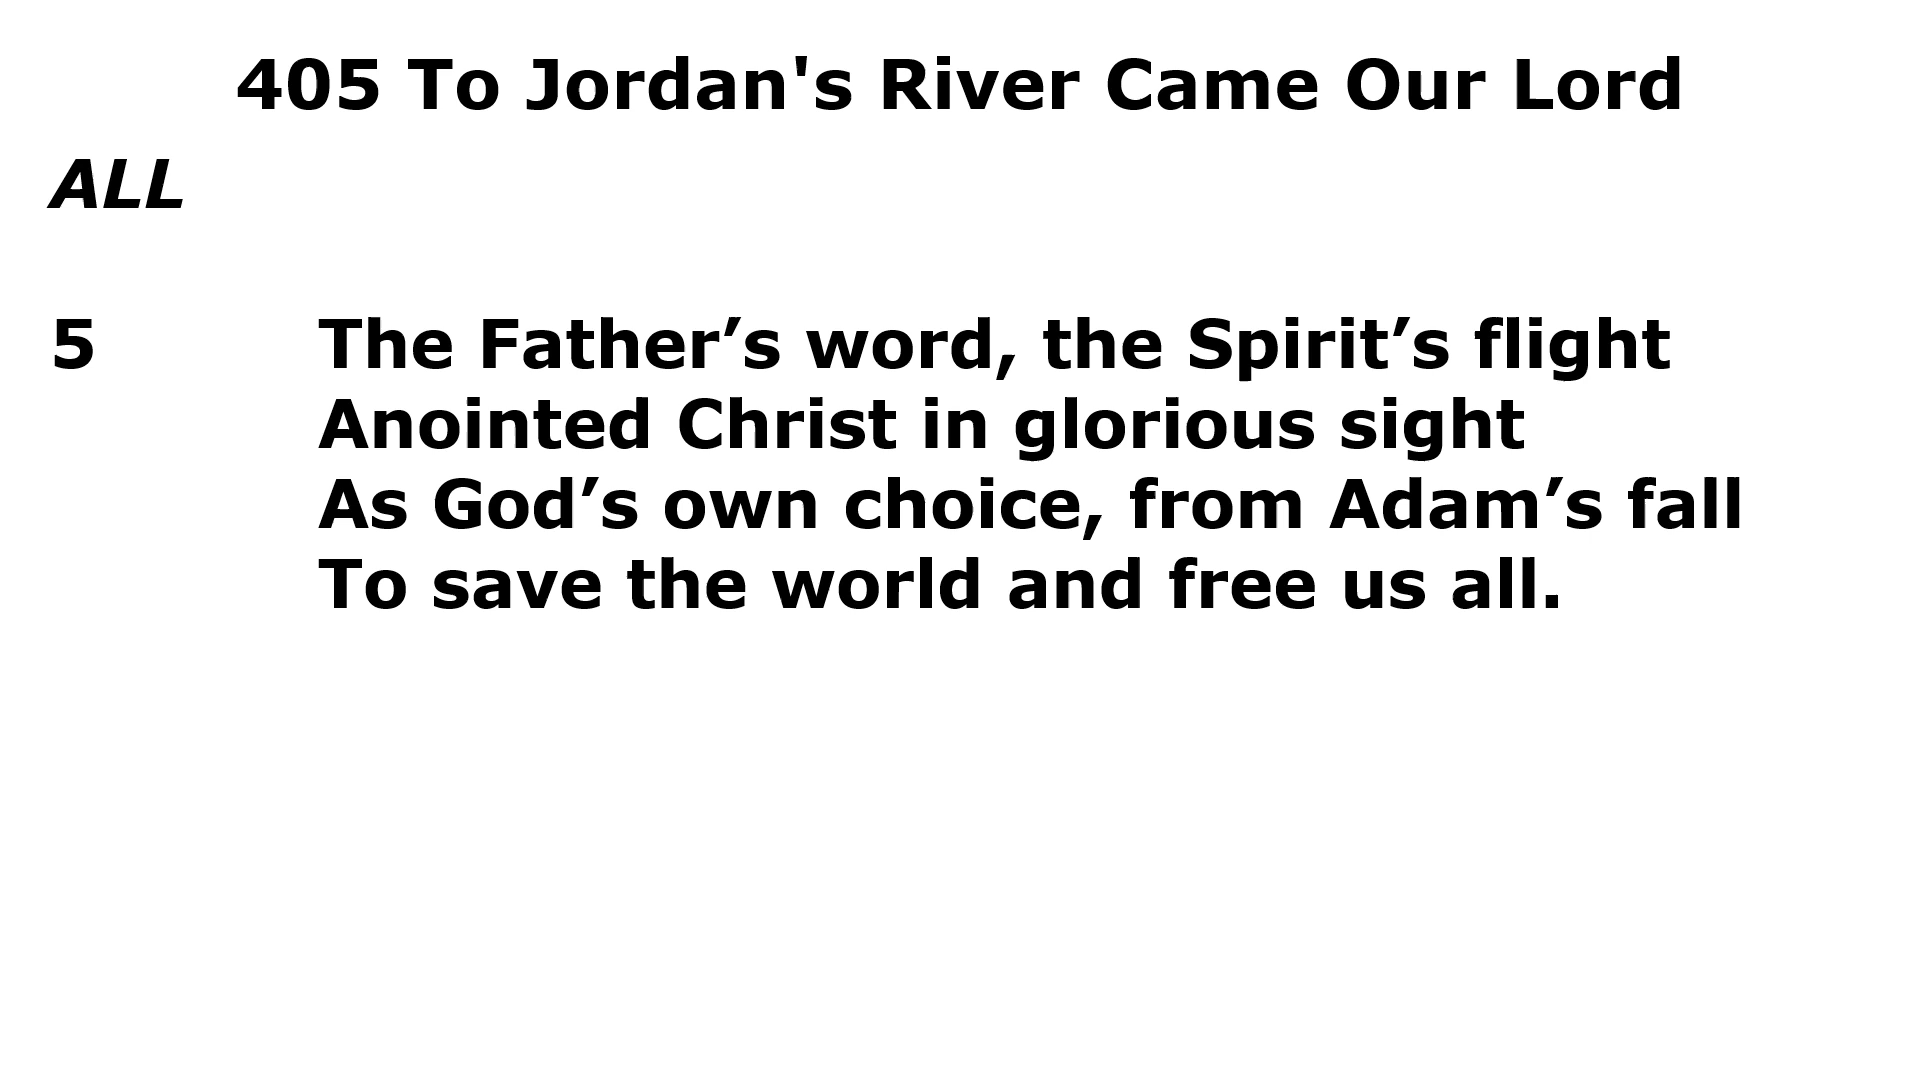 405 To Jordan's River Came Our Lord
ALL
5 The Father’s word, the Spirit’s flight
Anointed Christ in glorious sight
As God’s own choice, from Adam’s fall
To save the world and free us all.